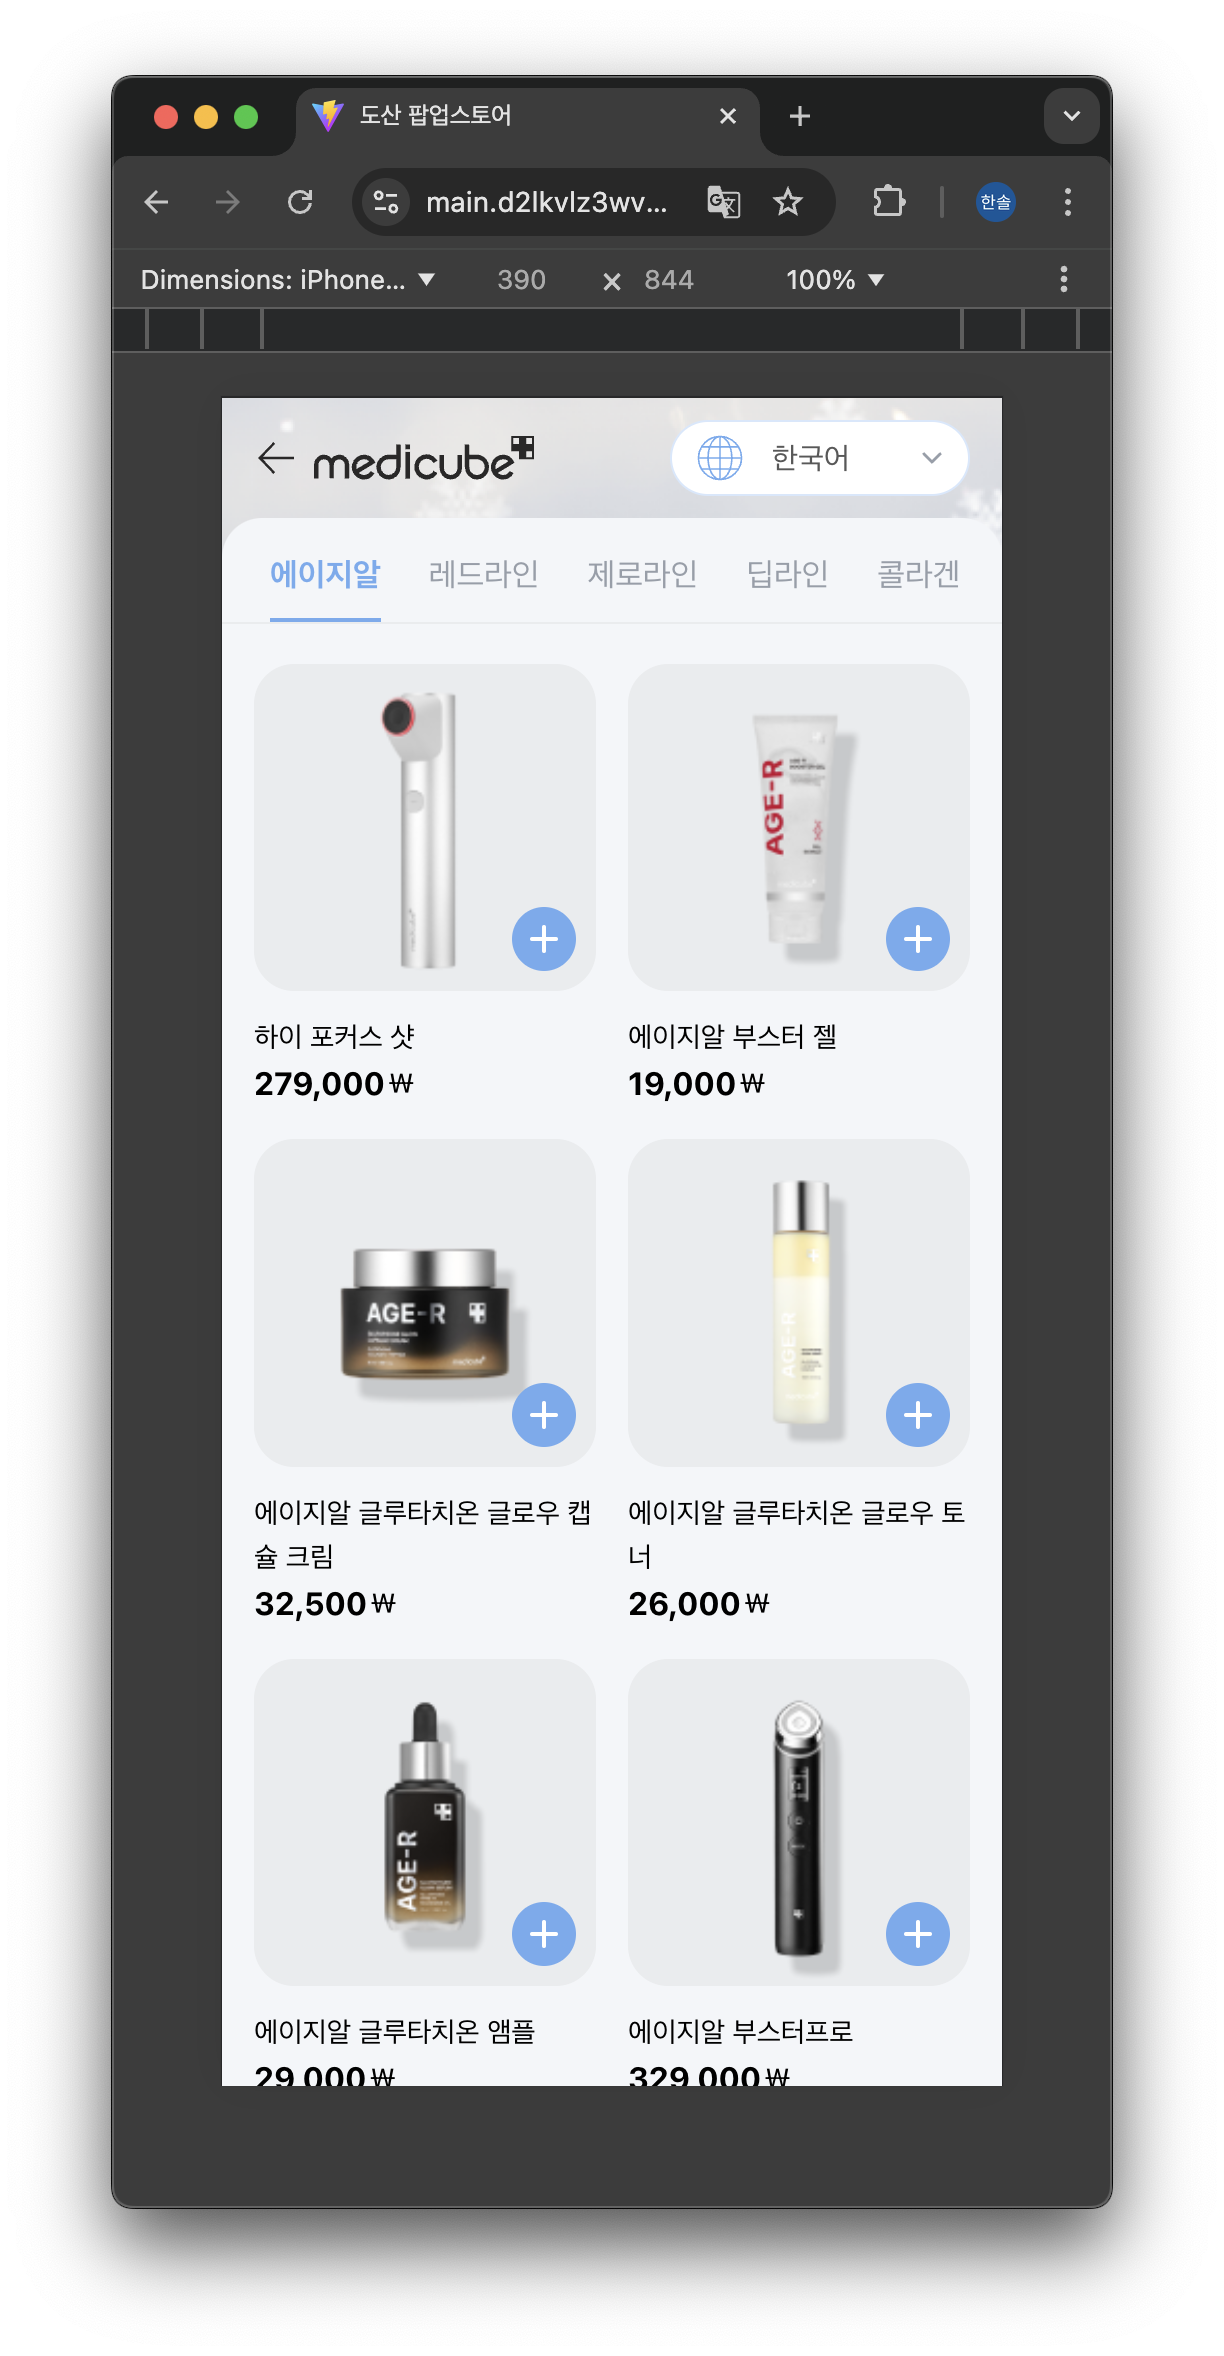 도산 팝업스토어
main.d2lkvlz3wv...
한솔
Dimensions: iPhone... 390 × 844 100%
medicube
한국어
에이지알 레드라인 제로라인 딥라인 콜라겐
AGE-R
하이 포커스 샷
279,000₩
에이지알 부스터 젤
19,000₩
AGE-R
medicube
AGE-R
에이지알 글루타치온 글로우 캡
슐 크림
32,500₩
에이지알 글루타치온 글로우 토
너
26,000₩
AGE-R
에이지알 글루타치온 앰플
29,000₩
에이지알 부스터프로
329,000₩